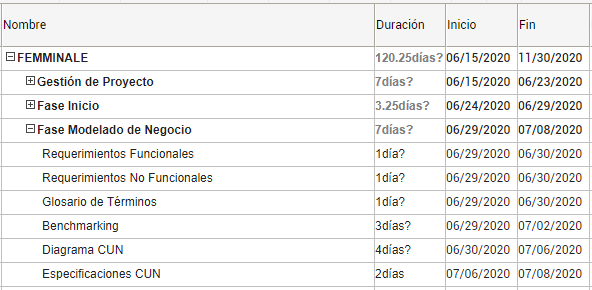 Nombre Duración Inicio Fin
FEMMINALE 120.25días? 06/15/2020 11/30/2020
Gestión de Proyecto 7días? 06/15/2020 06/23/2020
Fase Inicio 3.25días? 06/24/2020 06/29/2020
Fase Modelado de Negocio 7días? 06/29/2020 07/08/2020
Requerimientos Funcionales 1día? 06/29/2020 06/30/2020
Requerimientos No Funcionales 1día? 06/29/2020 06/30/2020
Glosario de Términos 1día? 06/29/2020 06/30/2020
Benchmarking 3días? 06/29/2020 07/02/2020
Diagrama CUN 4días? 06/30/2020 07/06/2020
Especificaciones CUN 2días 07/06/2020 07/08/2020